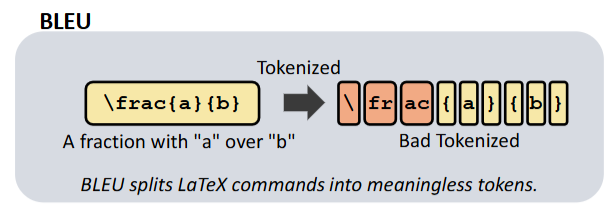 BLEU
Tokenized
\frac{a}{b}
\ fr ac { a } { b }
A fraction with "a" over "b"
Bad Tokenized
BLEU splits LaTeX commands into meaningless tokens.